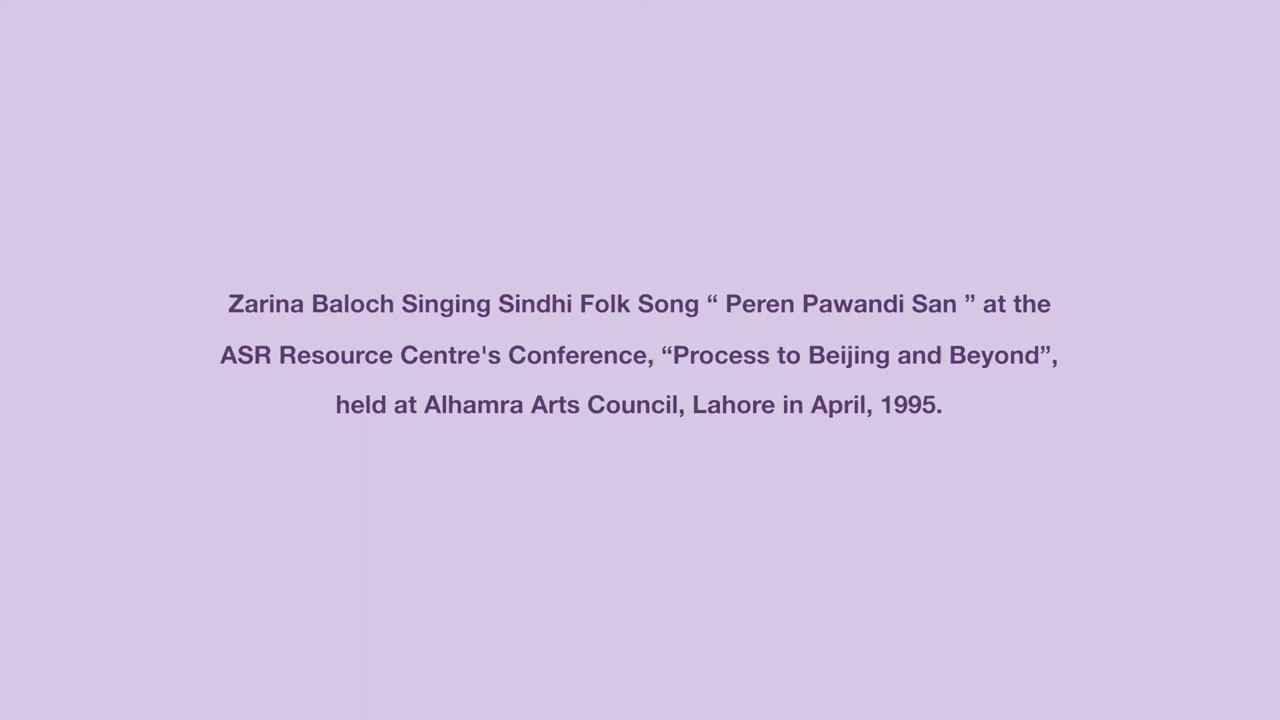 Zarina Baloch Singing Sindhi Folk Song “ Peren Pawandi San ” at the
ASR Resource Centre's Conference, “Process to Beijing and Beyond”,
held at Alhamra Arts Council, Lahore in April, 1995.